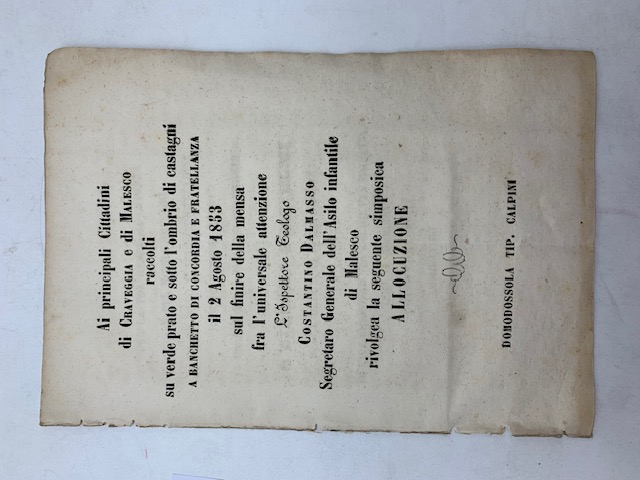 Ai principali Cittadini
di CRAVEGGIA e di MALESCO
raccolti
su verde prato e sotto l'ombrio di castagni
A BANCHETTO DI CONCORDIA E FRATELLANZA
il 2 Agosto 1853
sul finire della mensa
fra l'universale attenzione
L'Ispettore Teologo
COSTANTINO DALMASSO
Segretaro Generale dell'Asilo infantile
di Malesco
rivolgea la seguente simposica
ALLOCUZIONE
DOMODOSSOLA TIP. CALPINI